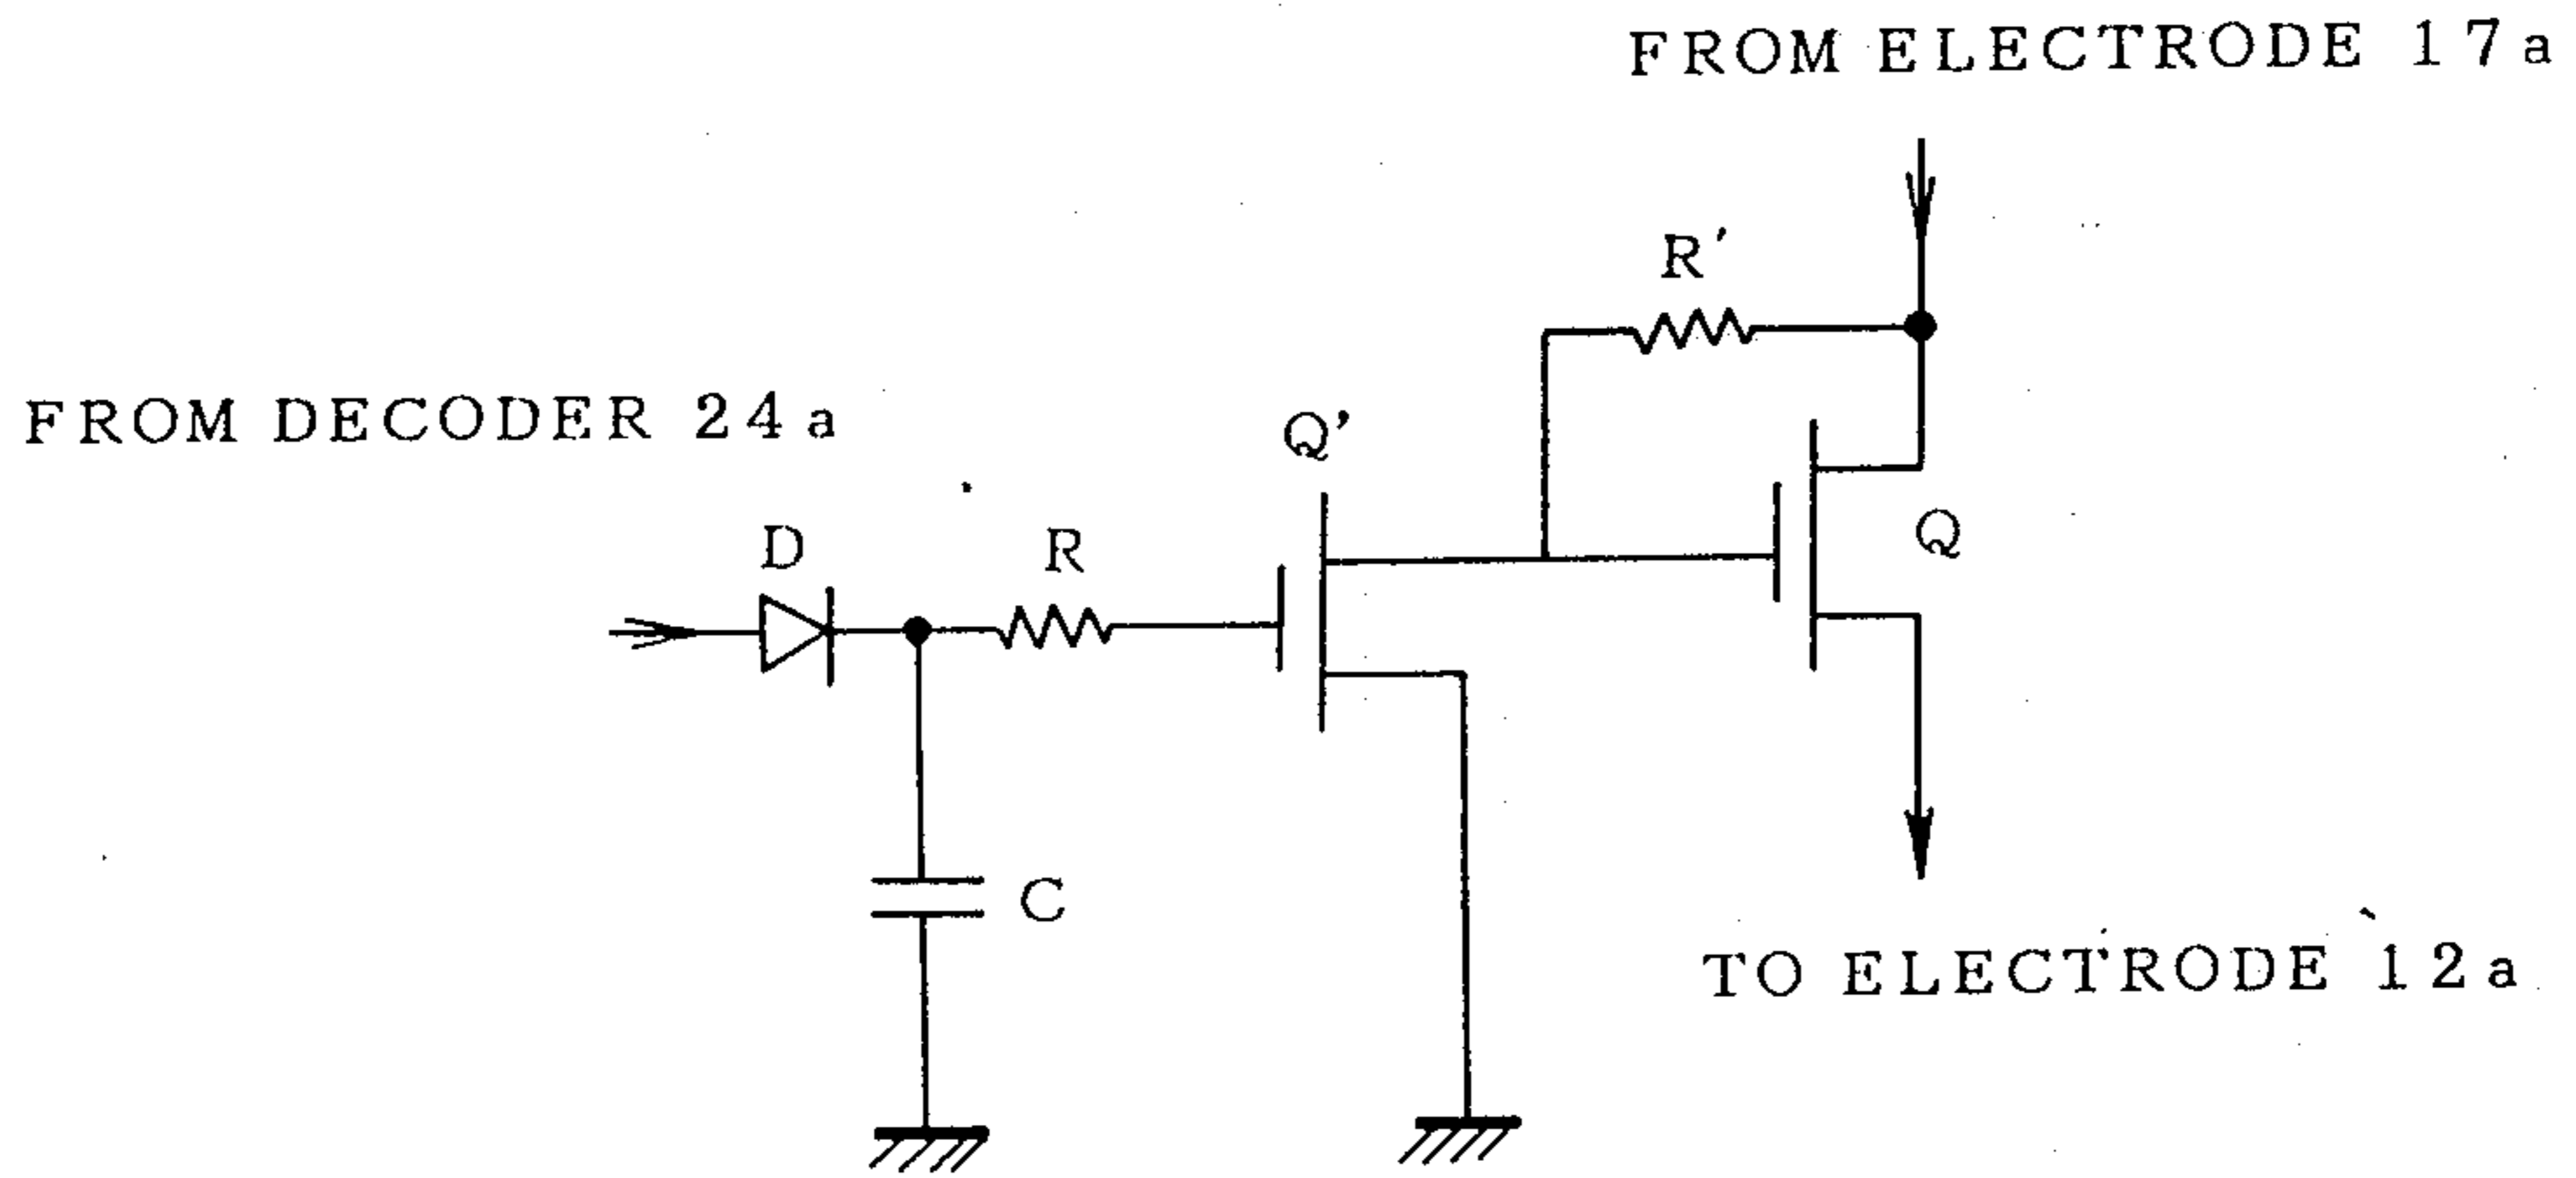 FROM ELECTRODE 17a
R'
FROM DECODER 24a
Q'
D
R
Q
C
TO ELECTRODE 12a